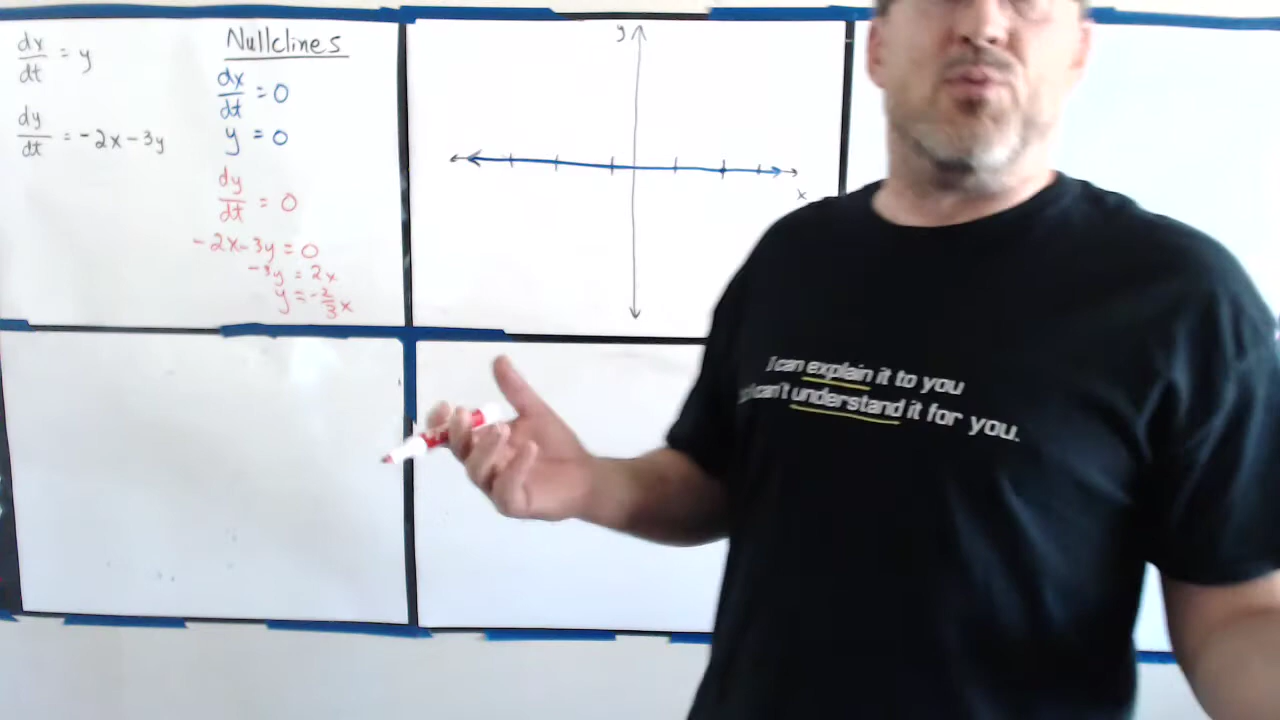 dx/dt = y
dy/dt = -2x-3y
Nullclines
dx/dt = 0
y = 0
dy/dt = 0
-2x-3y = 0
-3y = 2x
y = -2/3 x
y
x
I can explain it to you
can't understand it for you.